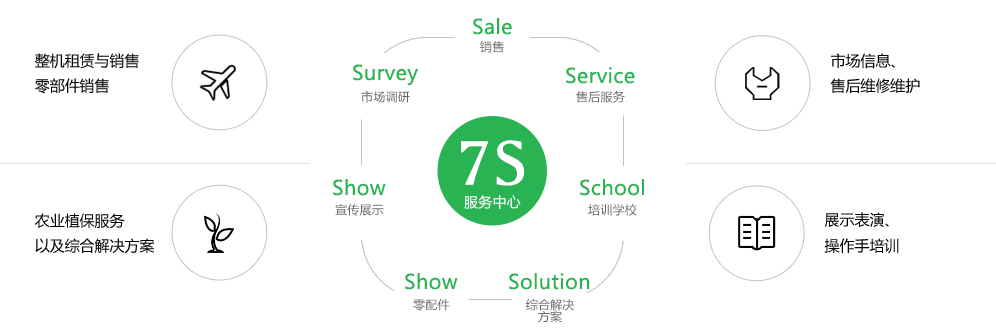 整机租赁与销售
零部件销售
农业植保服务
以及综合解决方案
Sale
销售
Survey
市场调研
Service
售后服务
7S
服务中心
Show
宣传展示
School
培训学校
Show
零配件
Solution
综合解决
方案
市场信息、
售后维修维护
展示表演、
操作手培训